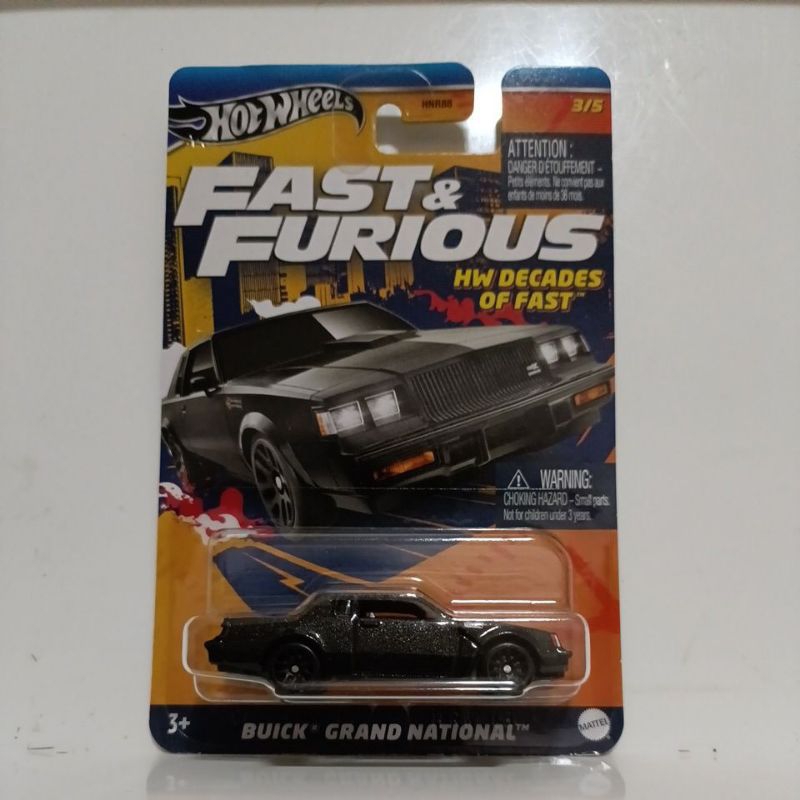 HOT WHEELS
HNR88
3/5
ATTENTION :
DANGER D'ÉTOUFFEMENT –
Petits éléments. Ne convient pas aux
enfants de moins de 36 mois.
FAST &
FURIOUS
HW DECADES
OF FAST™
WARNING:
CHOKING HAZARD – Small parts.
Not for children under 3 years.
3+
BUICK® GRAND NATIONAL™
MATTEL